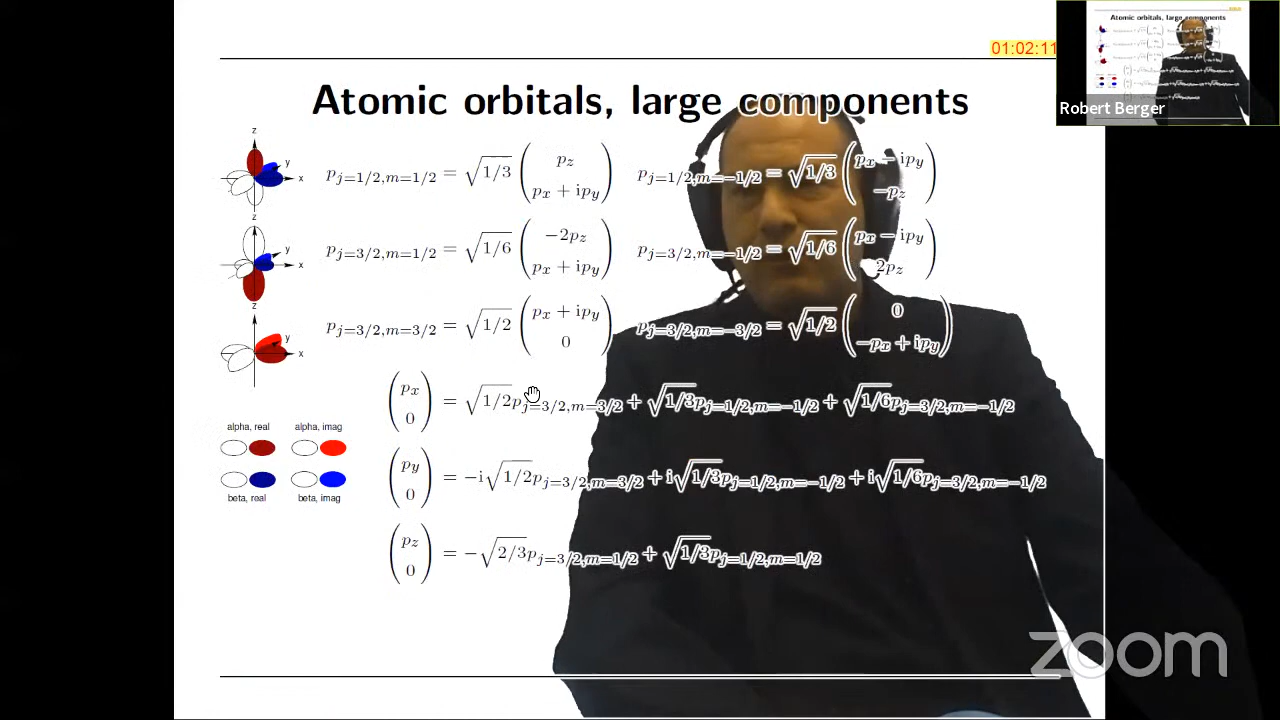 01:02:11
Robert Berger
Atomic orbitals, large components
z
y
x
p_{j=1/2,m=1/2} = √(1/3) (p_z ; p_x + ip_y)    p_{j=1/2,m=−1/2} = √(1/3) (p_x − ip_y ; −p_z)
z
y
x
p_{j=3/2,m=1/2} = √(1/6) (−2p_z ; p_x + ip_y)    p_{j=3/2,m=−1/2} = √(1/6) (p_x − ip_y ; 2p_z)
z
y
x
p_{j=3/2,m=3/2} = √(1/2) (p_x + ip_y ; 0)    p_{j=3/2,m=−3/2} = √(1/2) (0 ; −p_x + ip_y)
(p_x ; 0) = √(1/2) p_{j=3/2,m=3/2} + √(1/3) p_{j=1/2,m=−1/2} + √(1/6) p_{j=3/2,m=−1/2}
alpha, real    alpha, imag
(p_y ; 0) = −i√(1/2) p_{j=3/2,m=3/2} + i√(1/3) p_{j=1/2,m=−1/2} + i√(1/6) p_{j=3/2,m=−1/2}
beta, real    beta, imag
(p_z ; 0) = −√(2/3) p_{j=3/2,m=1/2} + √(1/3) p_{j=1/2,m=1/2}
zoom